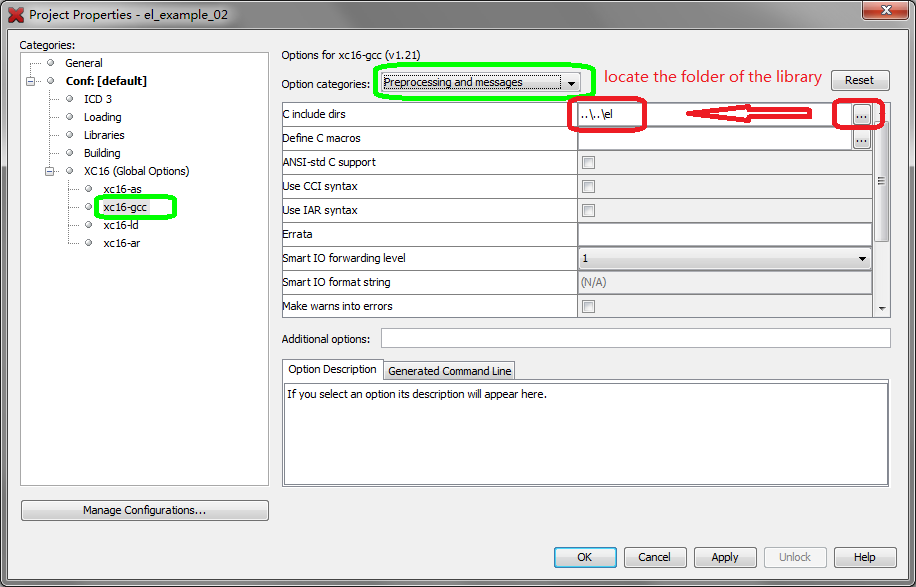 Project Properties - el_example_02
Categories:
General
Conf: [default]
ICD 3
Loading
Libraries
Building
XC16 (Global Options)
xc16-as
xc16-gcc
xc16-ld
xc16-ar
Manage Configurations...
Options for xc16-gcc (v1.21)
Option categories: Preprocessing and messages
locate the folder of the library
Reset
C include dirs ..\..\el ...
Define C macros ...
ANSI-std C support
Use CCI syntax
Use IAR syntax
Errata
Smart IO forwarding level 1
Smart IO format string (N/A)
Make warns into errors
Additional options:
Option Description Generated Command Line
If you select an option its description will appear here.
OK Cancel Apply Unlock Help